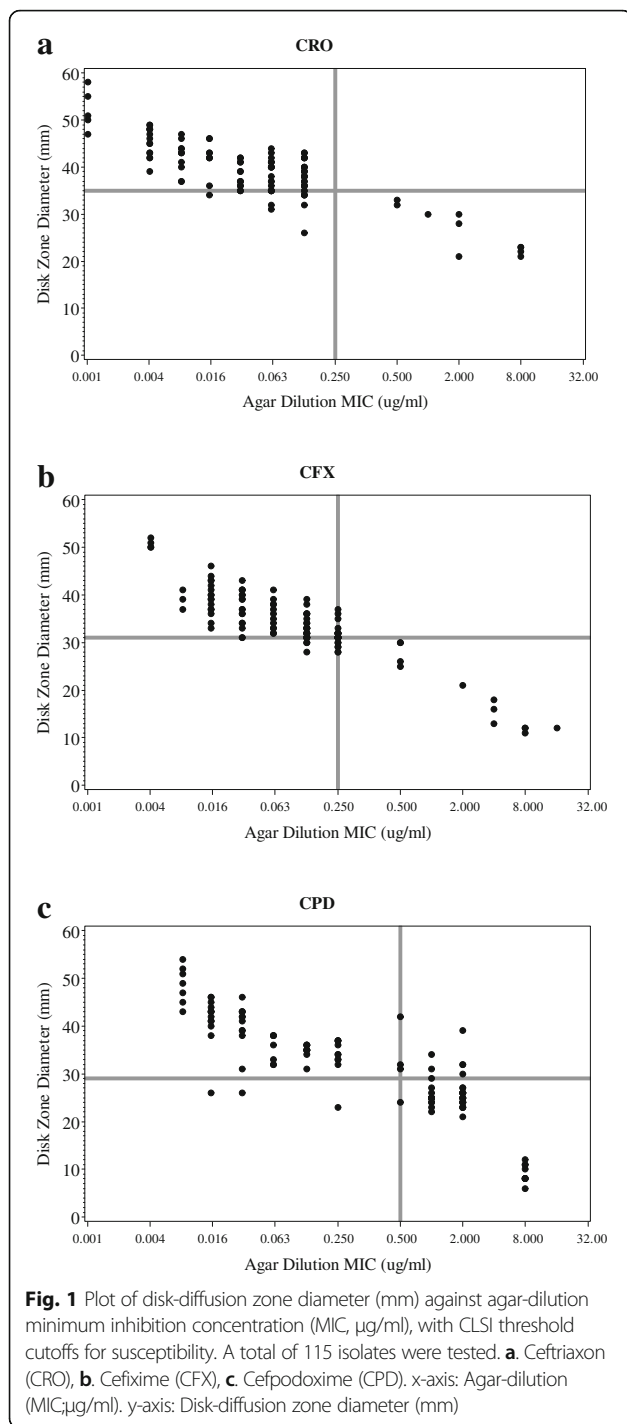 a
CRO
60
50
40
30
20
10
0
Disk Zone Diameter (mm)
0.001 0.004 0.016 0.063 0.250 0.500 2.000 8.000 32.00
Agar Dilution MIC (ug/ml)
b
CFX
60
50
40
30
20
10
0
Disk Zone Diameter (mm)
0.001 0.004 0.016 0.063 0.250 0.500 2.000 8.000 32.00
Agar Dilution MIC (ug/ml)
c
CPD
60
50
40
30
20
10
0
Disk Zone Diameter (mm)
0.001 0.004 0.016 0.063 0.250 0.500 2.000 8.000 32.00
Agar Dilution MIC (ug/ml)
Fig. 1 Plot of disk-diffusion zone diameter (mm) against agar-dilution
minimum inhibition concentration (MIC, μg/ml), with CLSI threshold
cutoffs for susceptibility. A total of 115 isolates were tested. a. Ceftriaxon
(CRO), b. Cefixime (CFX), c. Cefpodoxime (CPD). x-axis: Agar-dilution
(MIC;μg/ml). y-axis: Disk-diffusion zone diameter (mm)